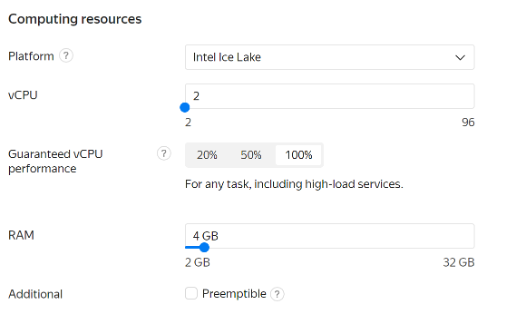 Computing resources
Platform ?
Intel Ice Lake
vCPU
2
2 96
Guaranteed vCPU performance ?
20% 50% 100%
For any task, including high-load services.
RAM
4 GB
2 GB 32 GB
Additional
Preemptible ?